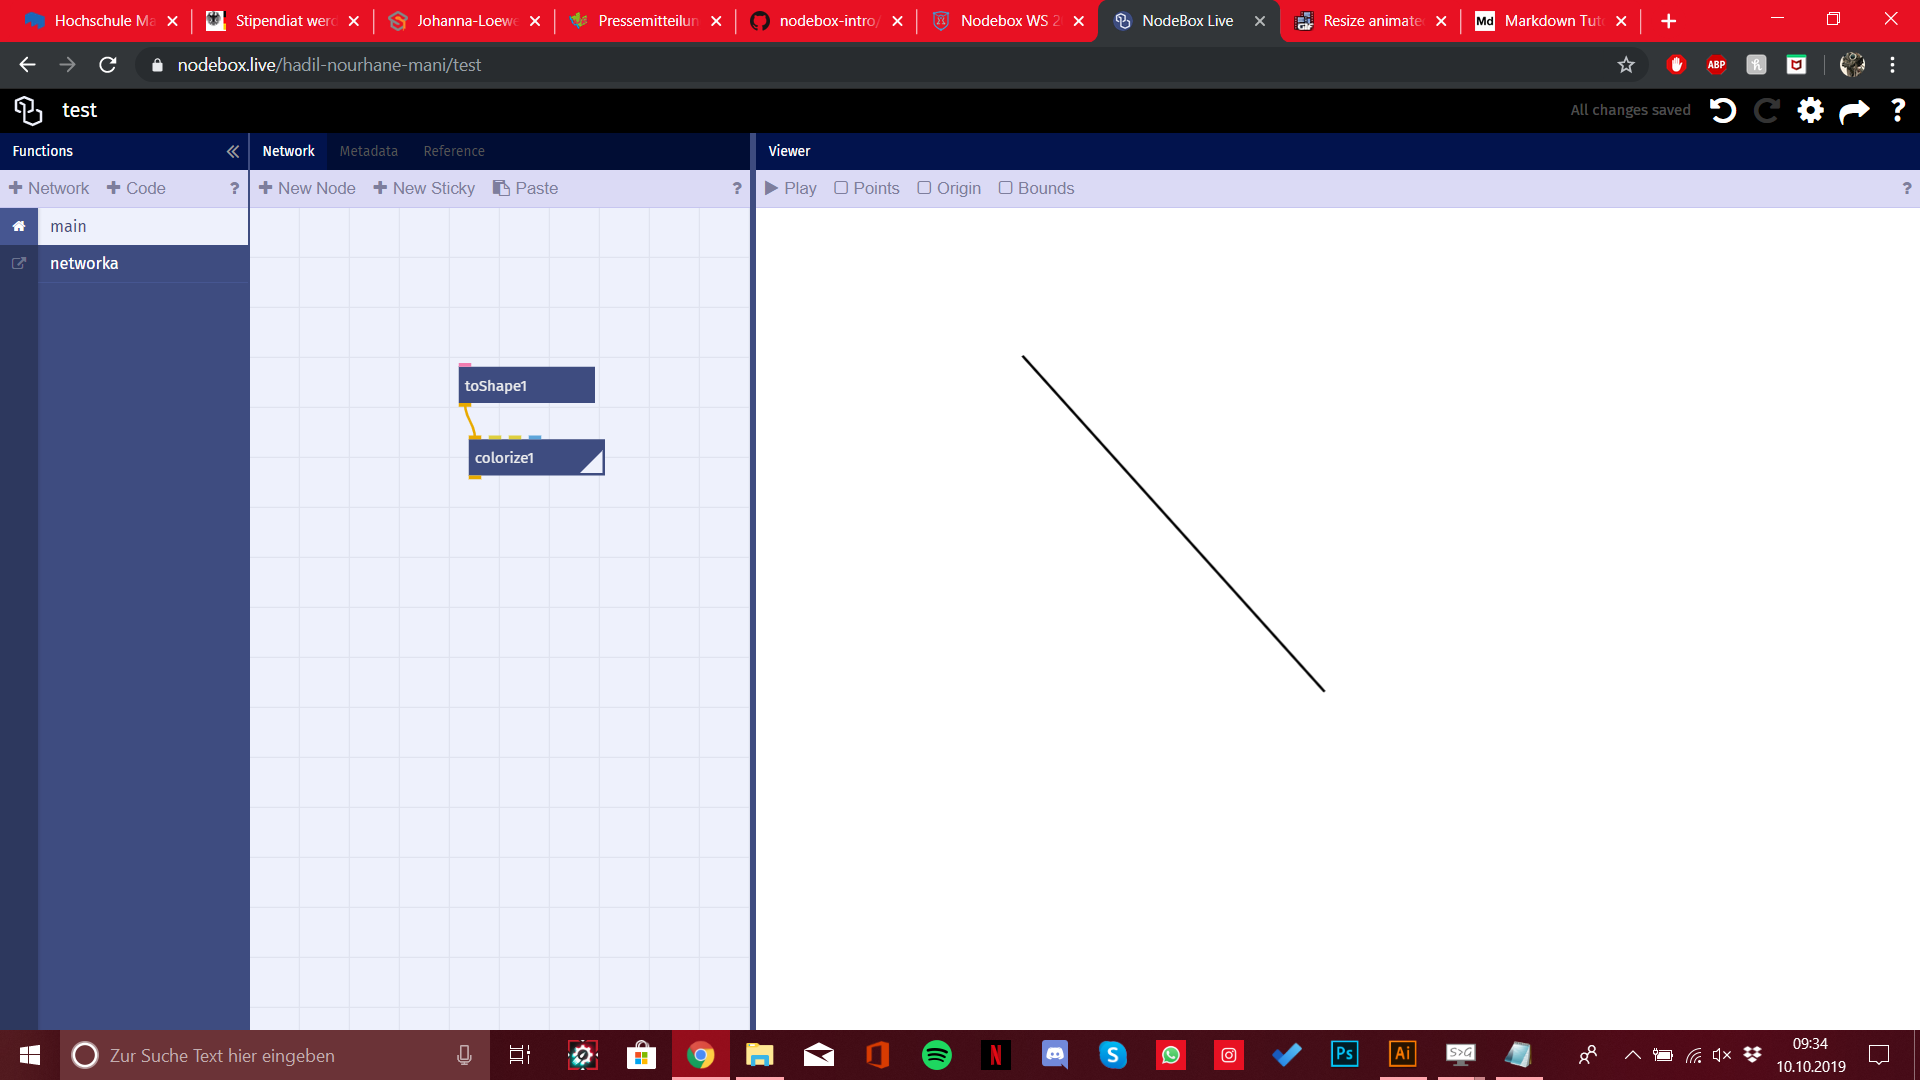 Hochschule Ma
Stipendiat werd
Johanna-Loewe
Pressemitteilun
nodebox-intro/
Nodebox WS 2
NodeBox Live
Resize animate
Md Markdown Tut
nodebox.live/hadil-nourhane-mani/test
ABP
test
All changes saved
?
Functions
Network Metadata Reference
Viewer
Network Code ?
New Node New Sticky Paste ?
Play Points Origin Bounds ?
main
networka
toShape1
colorize1
Zur Suche Text hier eingeben
N
S
Ps
Ai
S>G
09:34
10.10.2019